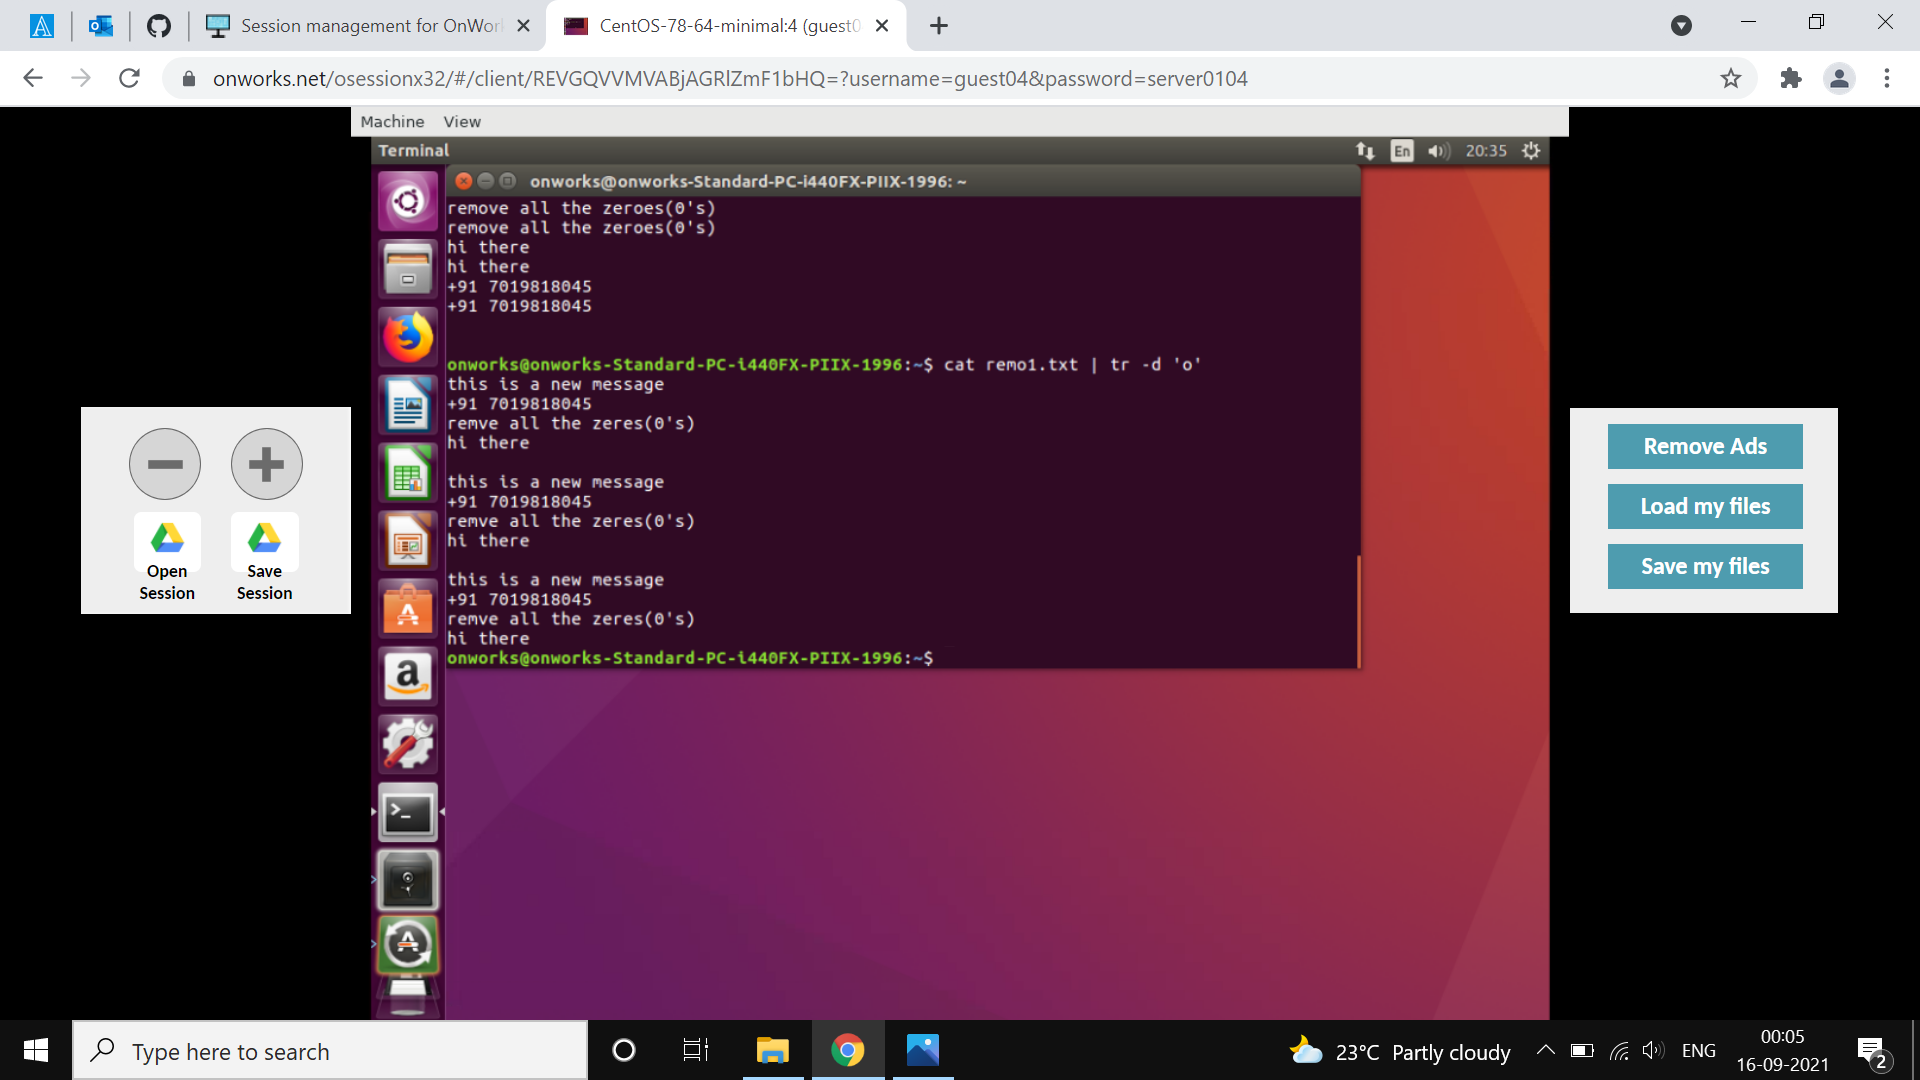 Session management for OnWor
CentOS-78-64-minimal:4 (guest0
onworks.net/osessionx32/#/client/REVGQVVMVABjAGRlZmF1bHQ=?username=guest04&password=server0104
Machine View
Terminal
En
20:35
onworks@onworks-Standard-PC-i440FX-PIIX-1996: ~
remove all the zeroes(0's)
remove all the zeroes(0's)
hi there
hi there
+91 7019818045
+91 7019818045
onworks@onworks-Standard-PC-i440FX-PIIX-1996:~$ cat remo1.txt | tr -d 'o'
this is a new message
+91 7019818045
remve all the zeres(0's)
hi there
this is a new message
+91 7019818045
remve all the zeres(0's)
hi there
this is a new message
+91 7019818045
remve all the zeres(0's)
hi there
onworks@onworks-Standard-PC-i440FX-PIIX-1996:~$
Open
Session
Save
Session
Remove Ads
Load my files
Save my files
Type here to search
23°C Partly cloudy
ENG
00:05
16-09-2021
2